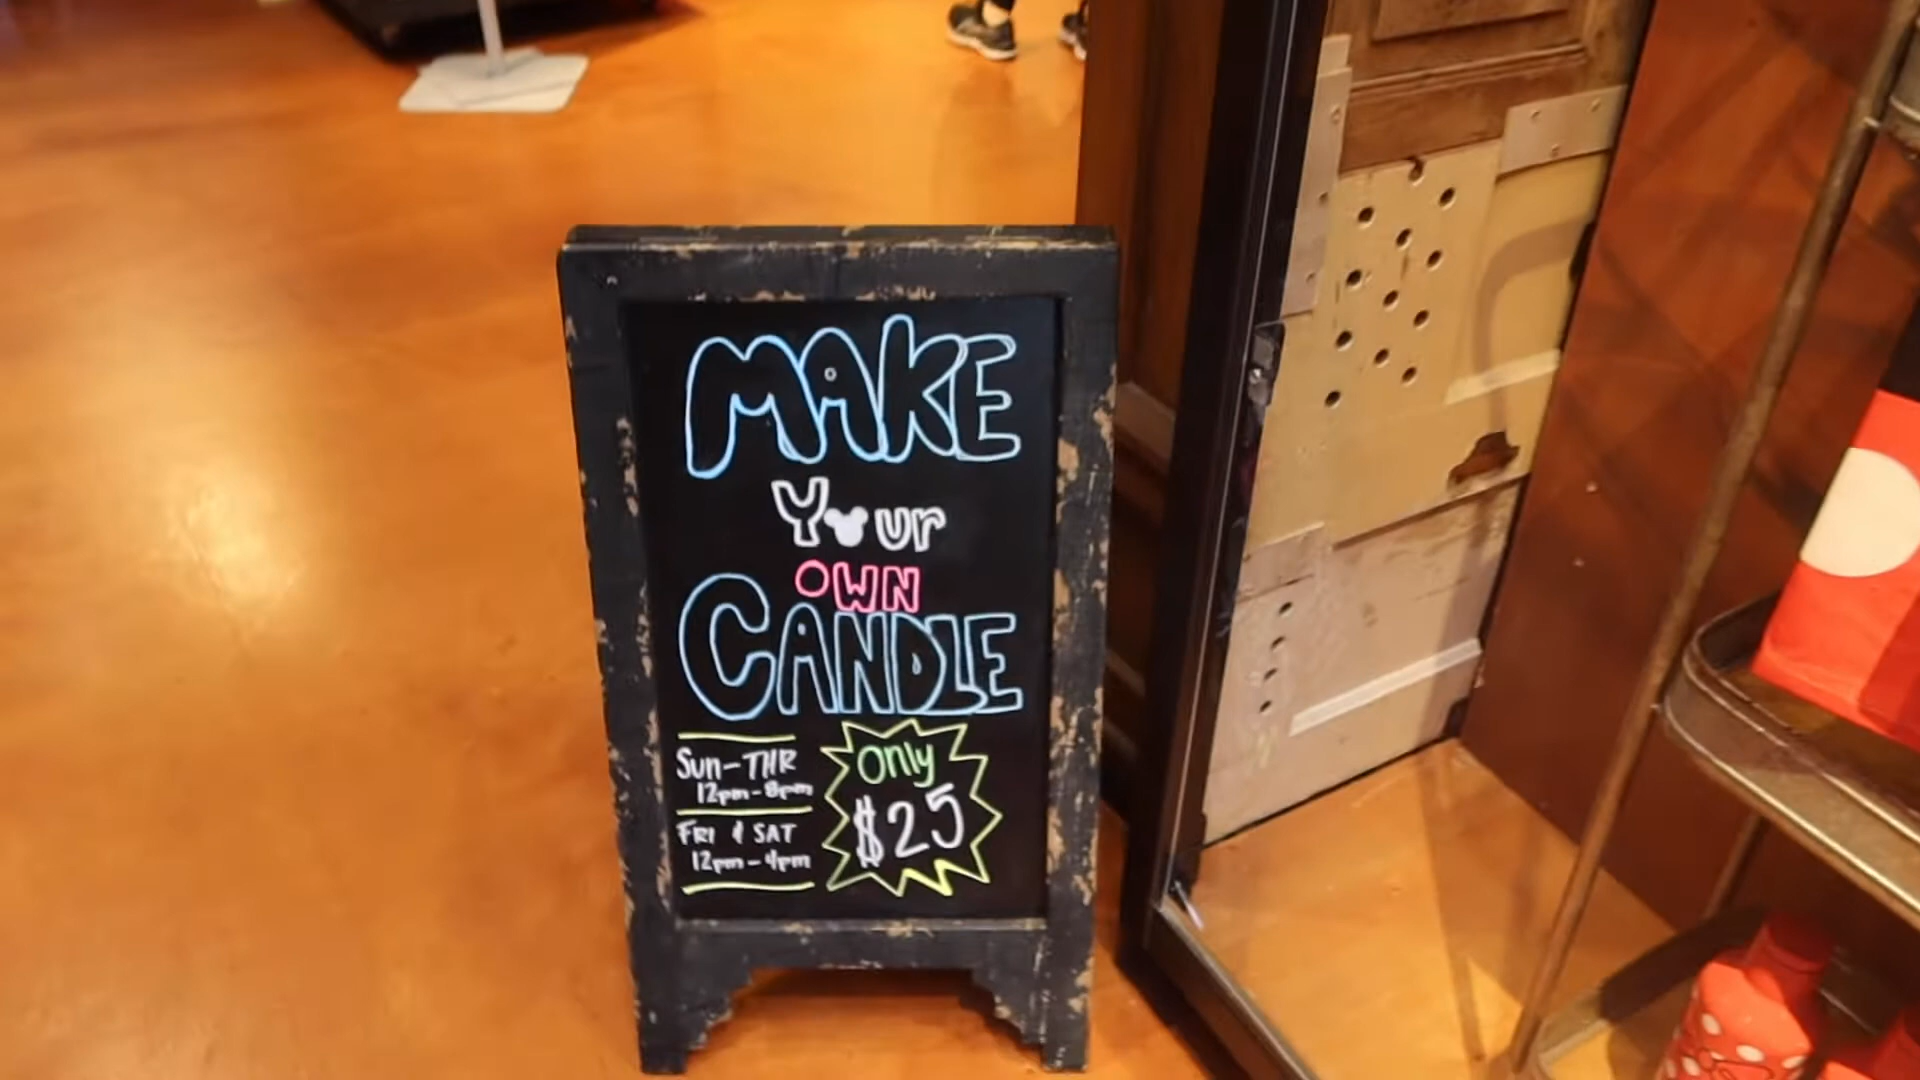 MAKE
Your
OWN
CANDLE
Sun-THR
12pm-8pm
FRI & SAT
12pm-4pm
Only
$25